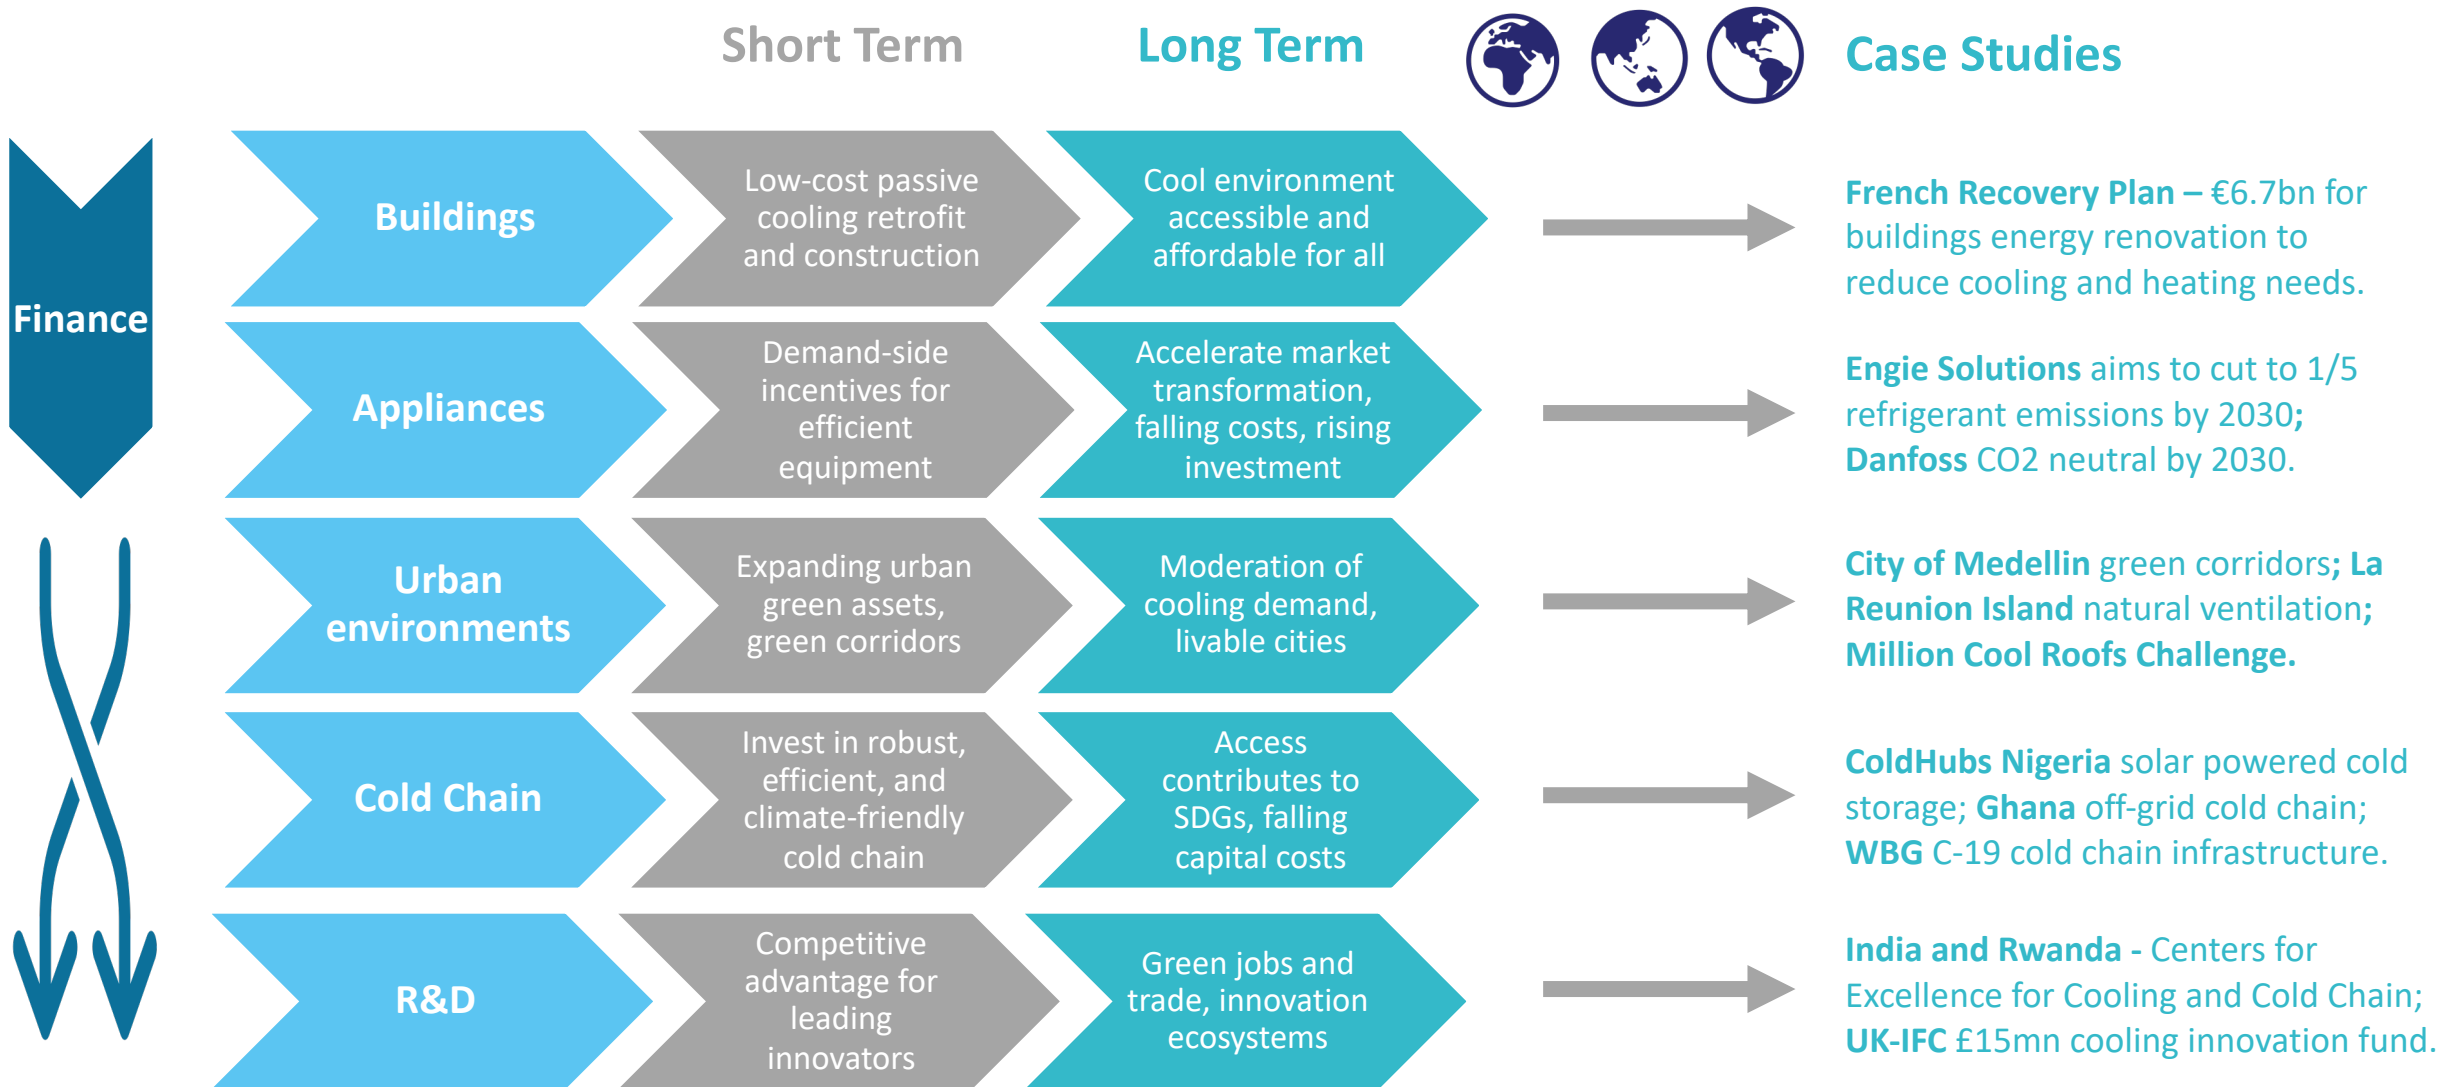 Short Term
Long Term
Case Studies
Finance
Buildings
Low-cost passive
cooling retrofit
and construction
Cool environment
accessible and
affordable for all
French Recovery Plan – €6.7bn for
buildings energy renovation to
reduce cooling and heating needs.
Appliances
Demand-side
incentives for
efficient
equipment
Accelerate market
transformation,
falling costs, rising
investment
Engie Solutions aims to cut to 1/5
refrigerant emissions by 2030;
Danfoss CO2 neutral by 2030.
Urban
environments
Expanding urban
green assets,
green corridors
Moderation of
cooling demand,
livable cities
City of Medellin green corridors; La
Reunion Island natural ventilation;
Million Cool Roofs Challenge.
Cold Chain
Invest in robust,
efficient, and
climate-friendly
cold chain
Access
contributes to
SDGs, falling
capital costs
ColdHubs Nigeria solar powered cold
storage; Ghana off-grid cold chain;
WBG C-19 cold chain infrastructure.
R&D
Competitive
advantage for
leading
innovators
Green jobs and
trade, innovation
ecosystems
India and Rwanda - Centers for
Excellence for Cooling and Cold Chain;
UK-IFC £15mn cooling innovation fund.